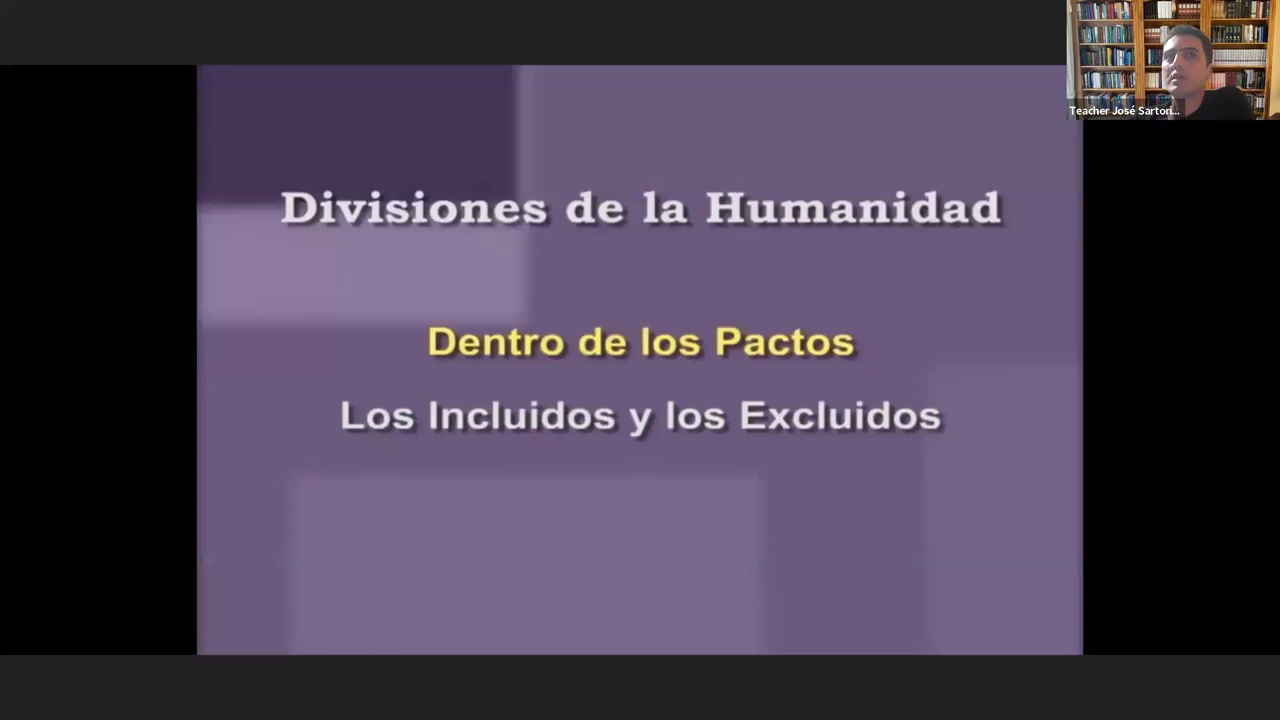 Teacher José Sartori...
Divisiones de la Humanidad
Dentro de los Pactos
Los Incluidos y los Excluidos